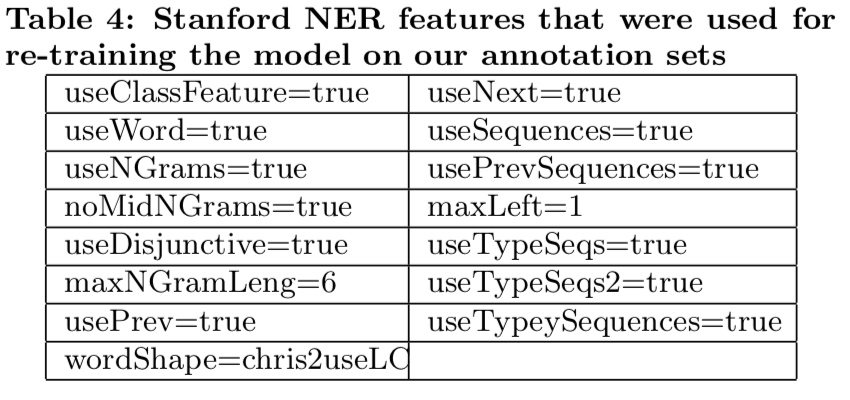 Table 4: Stanford NER features that were used for
re-training the model on our annotation sets
useClassFeature=true useNext=true
useWord=true useSequences=true
useNGrams=true usePrevSequences=true
noMidNGrams=true maxLeft=1
useDisjunctive=true useTypeSeqs=true
maxNGramLeng=6 useTypeSeqs2=true
usePrev=true useTypeySequences=true
wordShape=chris2useLC